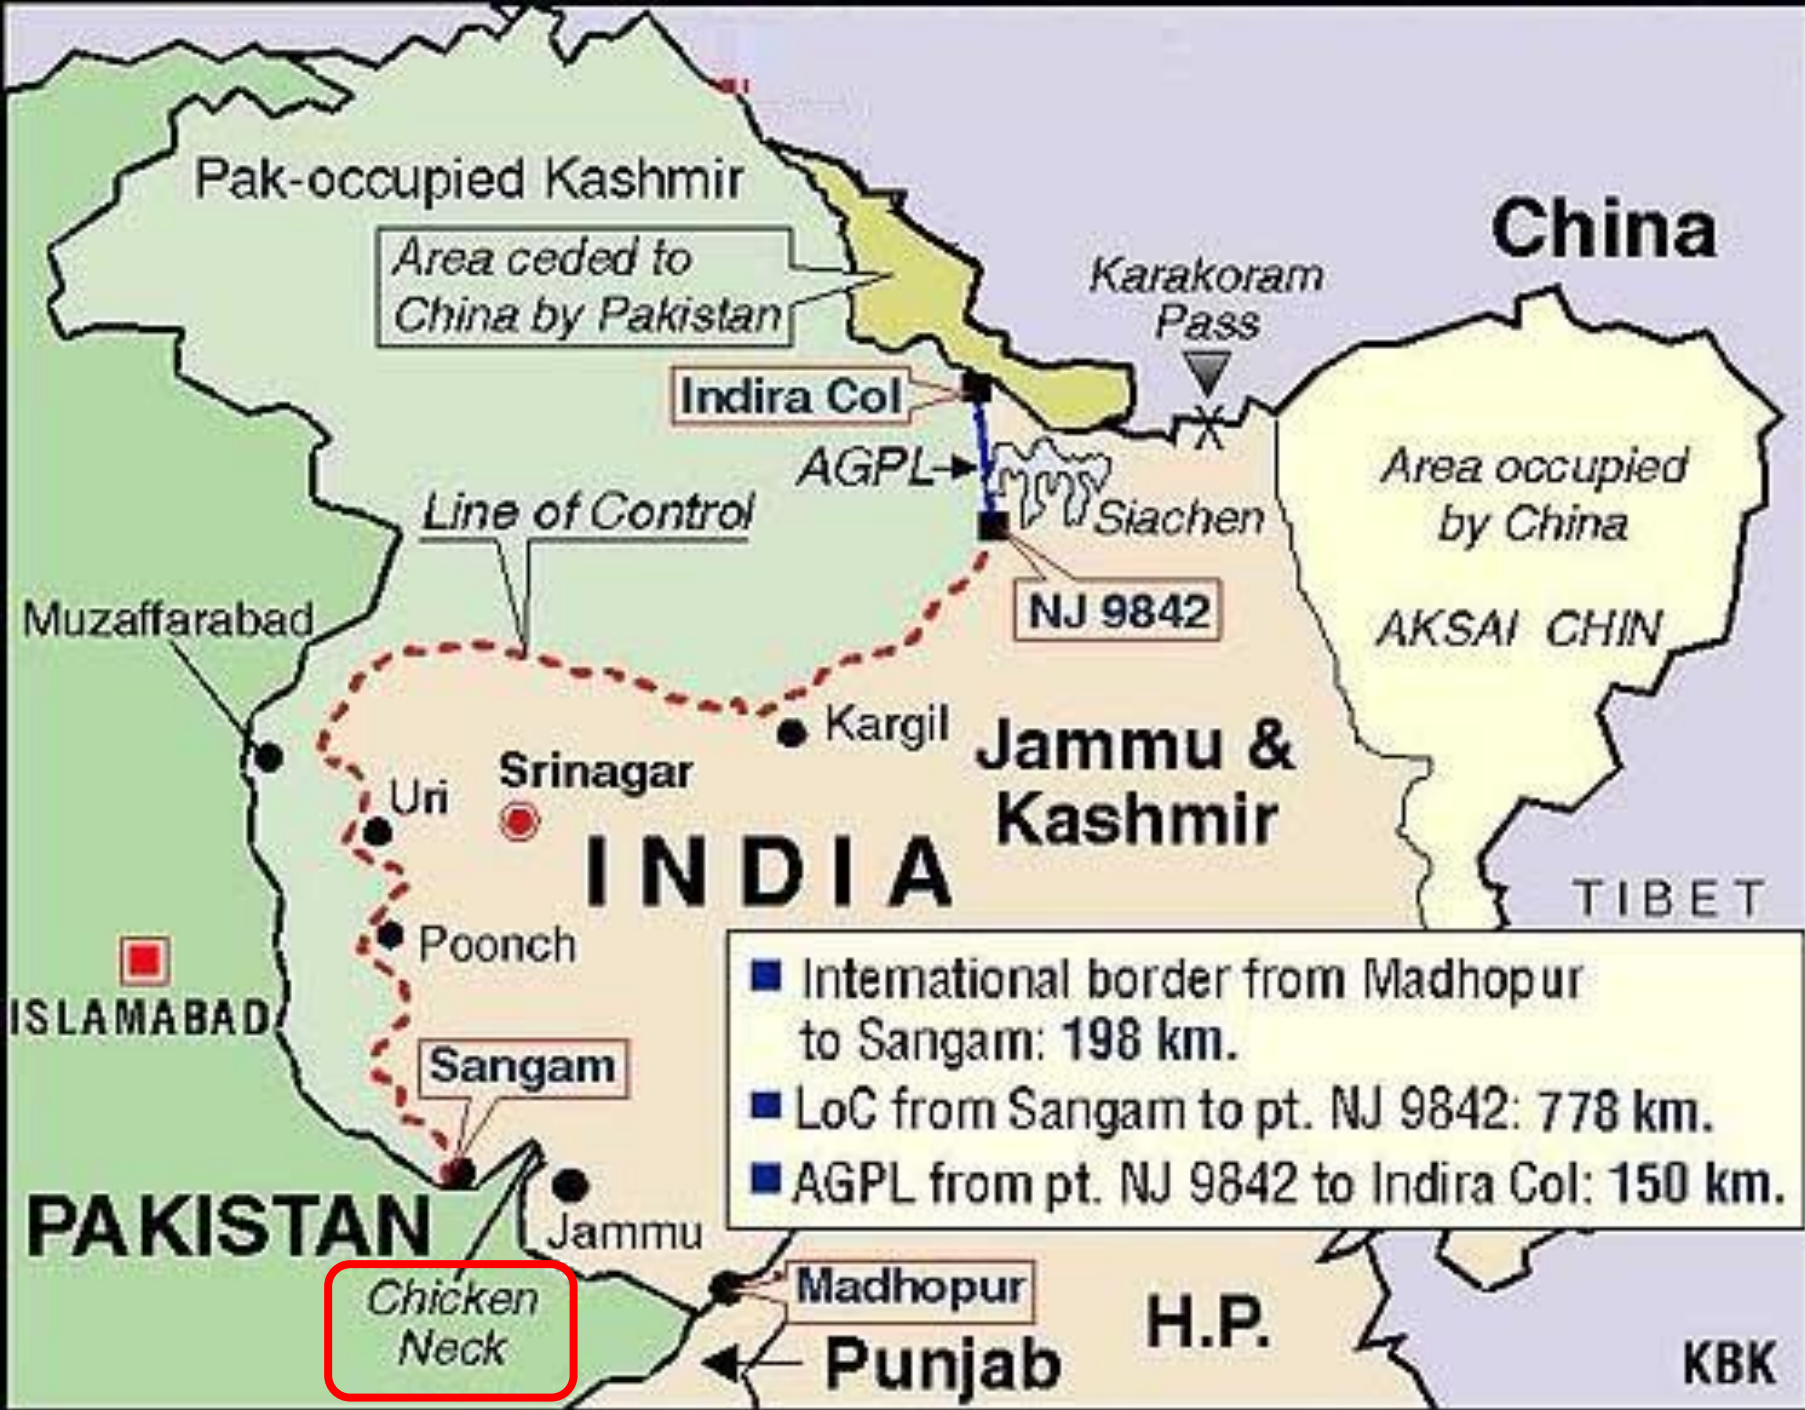 Pak-occupied Kashmir
Area ceded to
China by Pakistan
China
Karakoram
Pass
Indira Col
AGPL
Siachen
Line of Control
NJ 9842
Area occupied
by China
AKSAI CHIN
Muzaffarabad
Kargil
Jammu &
Kashmir
Srinagar
Uri
INDIA
TIBET
Poonch
ISLAMABAD
Sangam
International border from Madhopur
to Sangam: 198 km.
LoC from Sangam to pt. NJ 9842: 778 km.
AGPL from pt. NJ 9842 to Indira Col: 150 km.
PAKISTAN
Jammu
Chicken
Neck
Madhopur
H.P.
Punjab
KBK